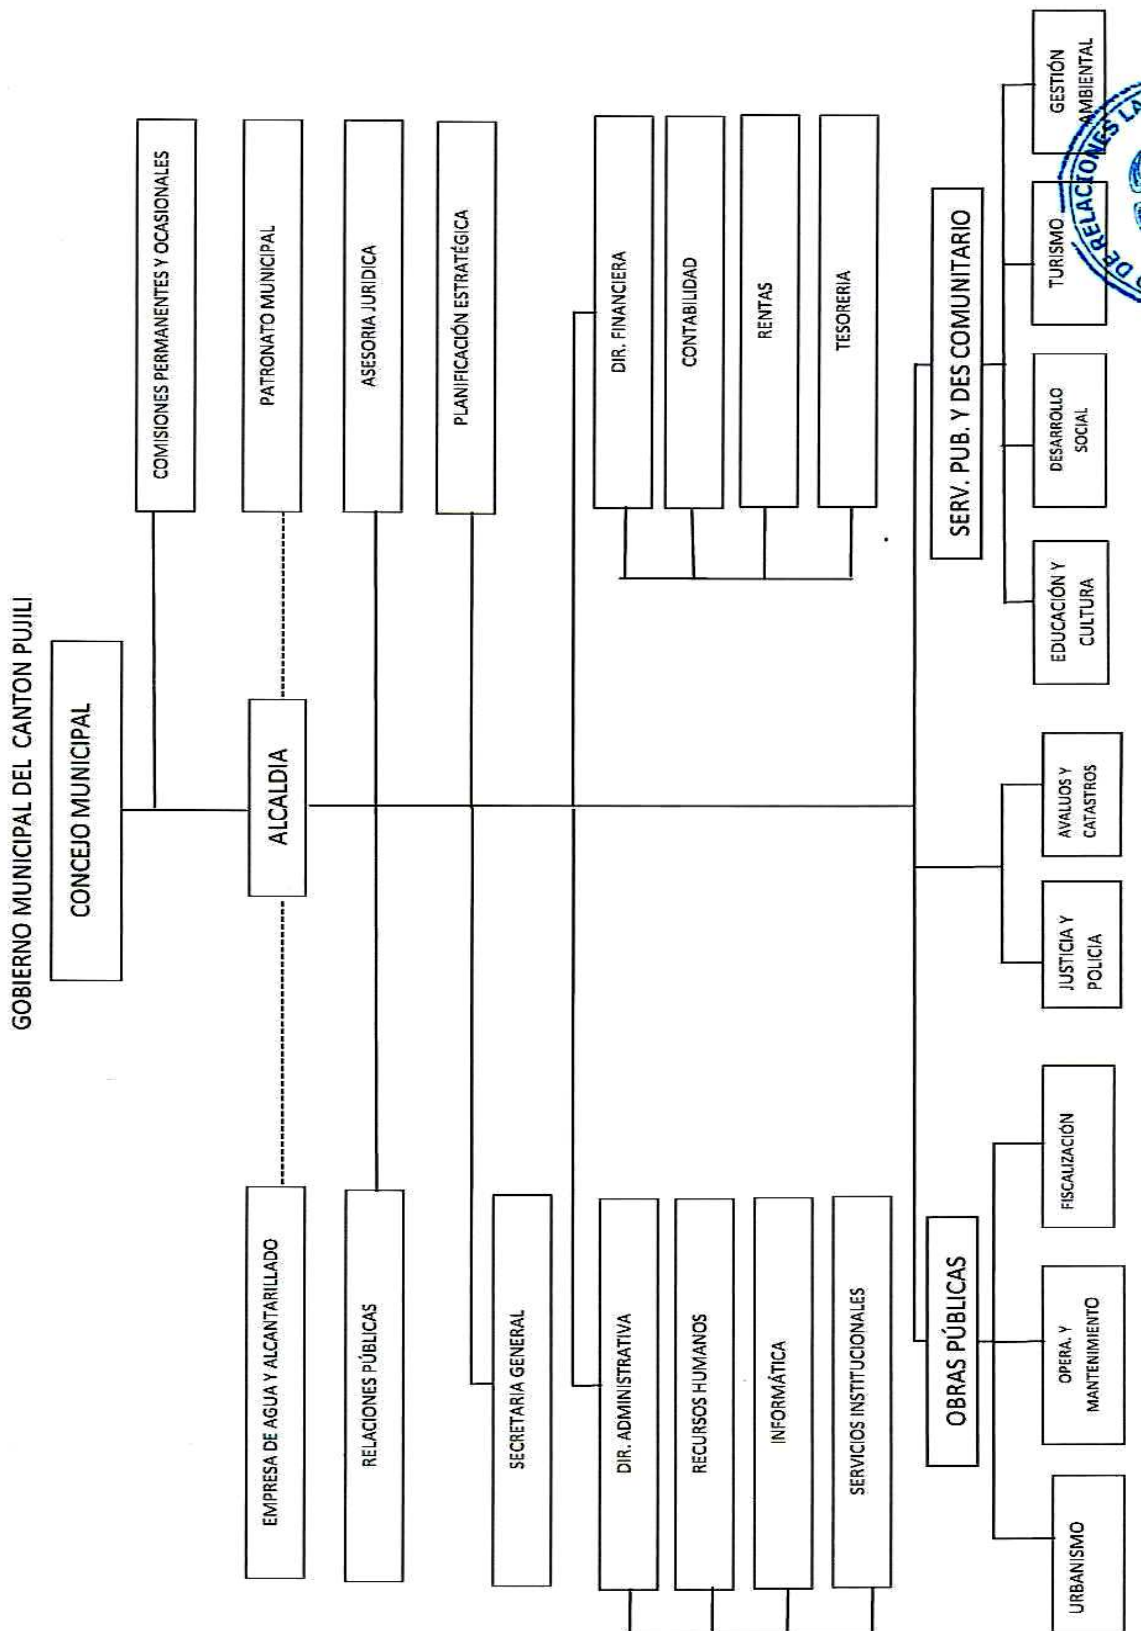 GOBIERNO MUNICIPAL DEL CANTON PUJILI
CONCEJO MUNICIPAL
COMISIONES PERMANENTES Y OCASIONALES
EMPRESA DE AGUA Y ALCANTARILLADO
ALCALDIA
PATRONATO MUNICIPAL
RELACIONES PÚBLICAS
ASESORIA JURIDICA
PLANIFICACIÓN ESTRATÉGICA
SECRETARIA GENERAL
DIR. ADMINISTRATIVA
RECURSOS HUMANOS
INFORMÁTICA
SERVICIOS INSTITUCIONALES
DIR. FINANCIERA
CONTABILIDAD
RENTAS
TESORERIA
OBRAS PÚBLICAS
SERV. PUB. Y DES COMUNITARIO
URBANISMO
OPERA. Y
MANTENIMIENTO
FISCALIZACIÓN
JUSTICIA Y
POLICIA
AVALUOS Y
CATASTROS
EDUCACIÓN Y
CULTURA
DESARROLLO
SOCIAL
TURISMO
GESTIÓN
AMBIENTAL
DE RELACIONES LA